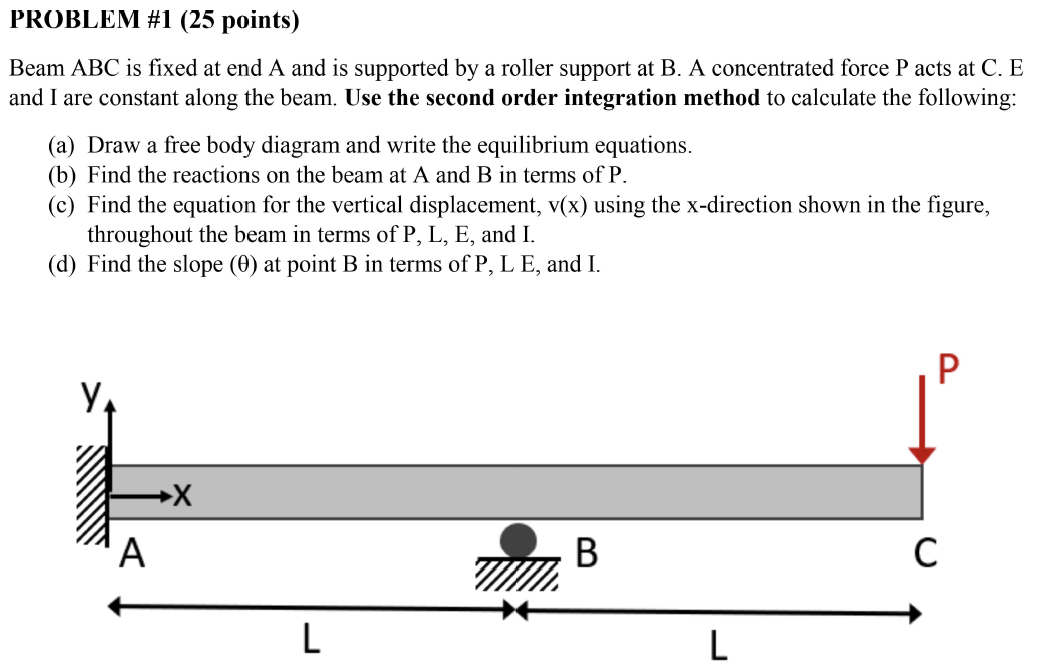 PROBLEM #1 (25 points)
Beam ABC is fixed at end A and is supported by a roller support at B. A concentrated force P acts at C. E
and I are constant along the beam. Use the second order integration method to calculate the following:
(a) Draw a free body diagram and write the equilibrium equations.
(b) Find the reactions on the beam at A and B in terms of P.
(c) Find the equation for the vertical displacement, v(x) using the x-direction shown in the figure,
throughout the beam in terms of P, L, E, and I.
(d) Find the slope (θ) at point B in terms of P, L E, and I.
P
y
x
A
B
C
L
L